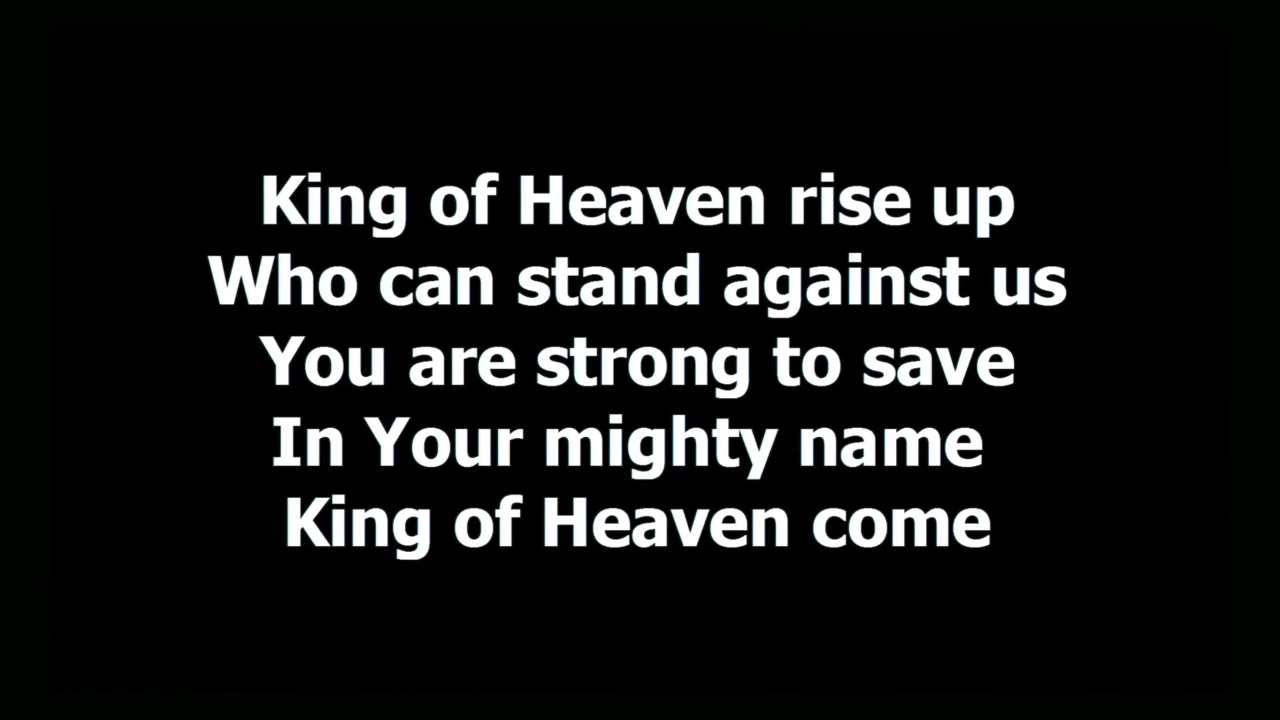 King of Heaven rise up
Who can stand against us
You are strong to save
In Your mighty name
King of Heaven come